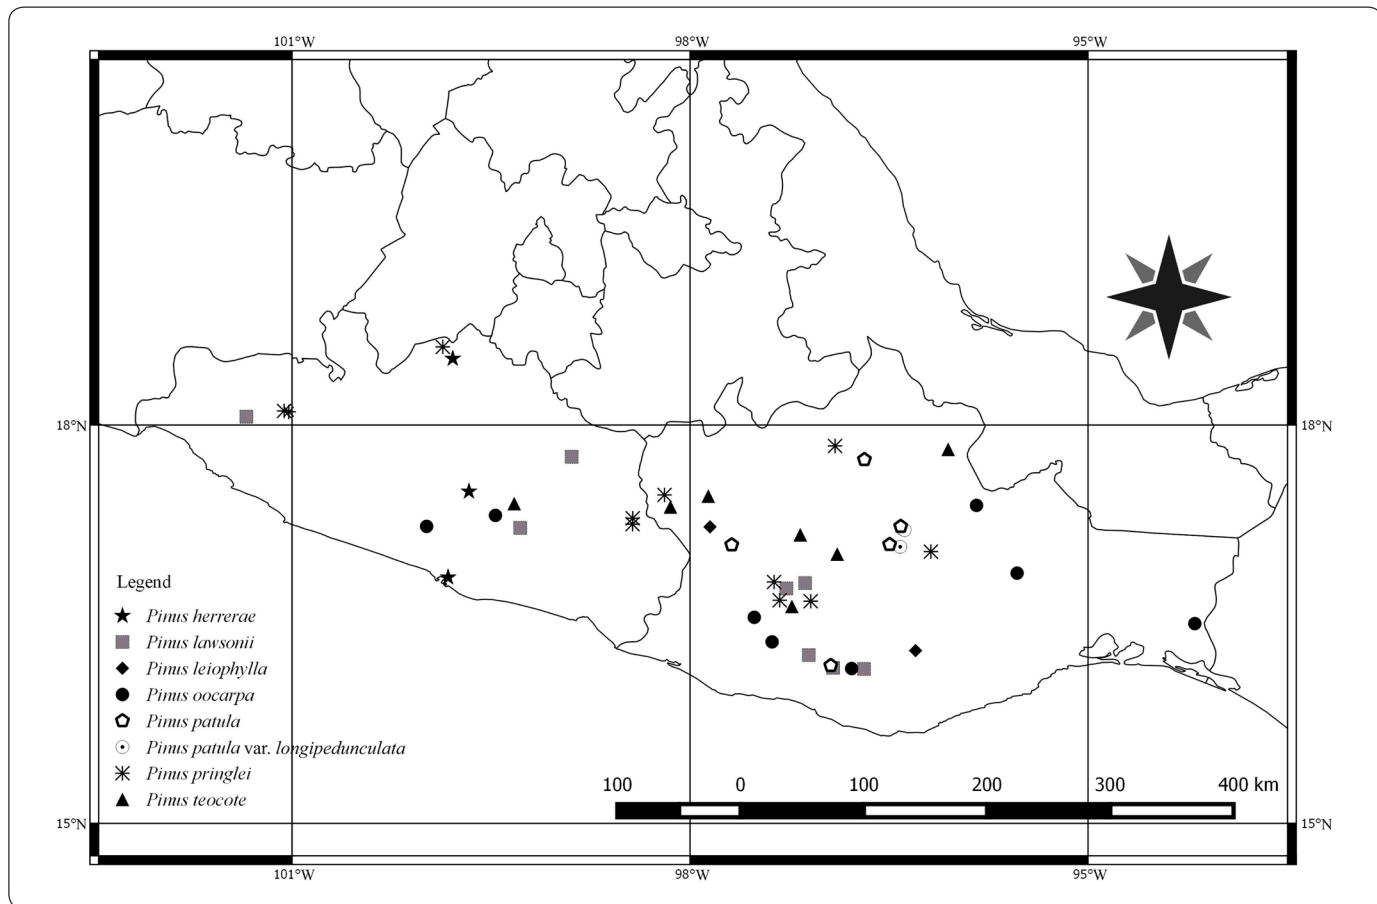 101°W 98°W 95°W
18°N 18°N
Legend
Pinus herrerae
Pinus lawsonii
Pinus leiophylla
Pinus oocarpa
Pinus patula
Pinus patula var. longipedunculata
Pinus pringlei
Pinus teocote
100 0 100 200 300 400 km
15°N 15°N
101°W 98°W 95°W